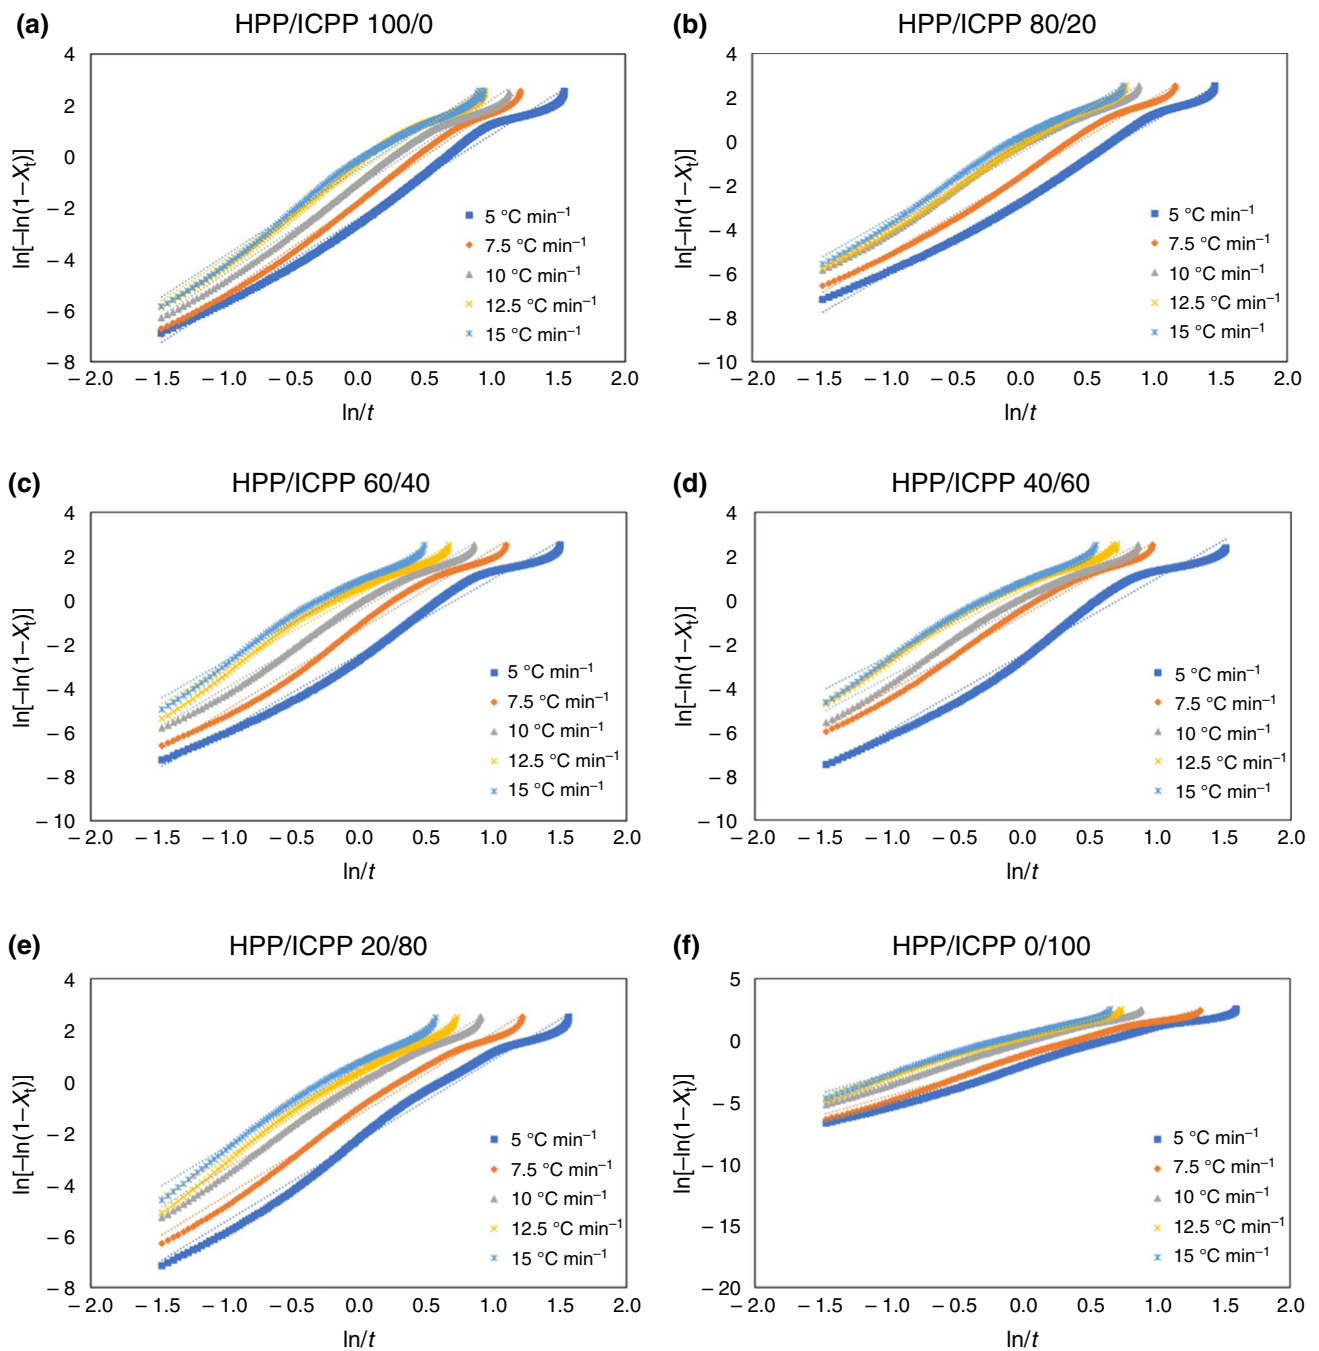 (a) HPP/ICPP 100/0
4
2
0
– 2
– 4
– 6
– 8
ln[–ln(1–Xt)]
5 °C min–1
7.5 °C min–1
10 °C min–1
12.5 °C min–1
15 °C min–1
– 2.0 – 1.5 – 1.0 – 0.5 0.0 0.5 1.0 1.5 2.0
ln/t
(b) HPP/ICPP 80/20
4
2
0
– 2
– 4
– 6
– 8
– 10
ln[–ln(1–Xt)]
5 °C min–1
7.5 °C min–1
10 °C min–1
12.5 °C min–1
15 °C min–1
– 2.0 – 1.5 – 1.0 – 0.5 0.0 0.5 1.0 1.5 2.0
ln/t
(c) HPP/ICPP 60/40
4
2
0
– 2
– 4
– 6
– 8
– 10
ln[–ln(1–Xt)]
5 °C min–1
7.5 °C min–1
10 °C min–1
12.5 °C min–1
15 °C min–1
– 2.0 – 1.5 – 1.0 – 0.5 0.0 0.5 1.0 1.5 2.0
ln/t
(d) HPP/ICPP 40/60
4
2
0
– 2
– 4
– 6
– 8
– 10
ln[–ln(1–Xt)]
5 °C min–1
7.5 °C min–1
10 °C min–1
12.5 °C min–1
15 °C min–1
– 2.0 – 1.5 – 1.0 – 0.5 0.0 0.5 1.0 1.5 2.0
ln/t
(e) HPP/ICPP 20/80
4
2
0
– 2
– 4
– 6
– 8
ln[–ln(1–Xt)]
5 °C min–1
7.5 °C min–1
10 °C min–1
12.5 °C min–1
15 °C min–1
– 2.0 – 1.5 – 1.0 – 0.5 0.0 0.5 1.0 1.5 2.0
ln/t
(f) HPP/ICPP 0/100
5
0
– 5
– 10
– 15
– 20
ln[–ln(1–Xt)]
5 °C min–1
7.5 °C min–1
10 °C min–1
12.5 °C min–1
15 °C min–1
– 2.0 – 1.5 – 1.0 – 0.5 0.0 0.5 1.0 1.5 2.0
ln/t